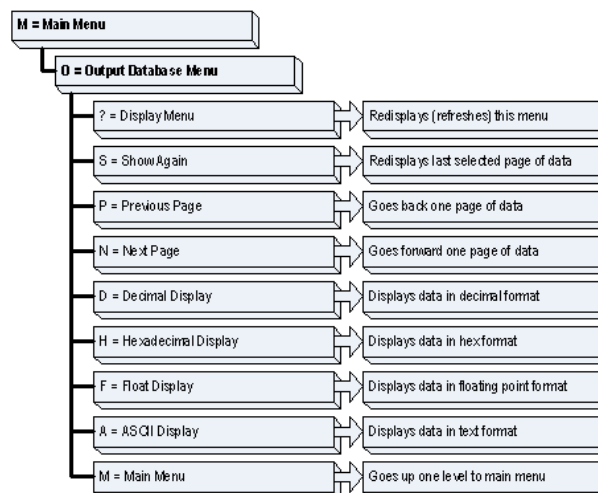 M = Main Menu
O = Output Database Menu
? = Display Menu
Redisplays (refreshes) this menu
S = Show Again
Redisplays last selected page of data
P = Previous Page
Goes back one page of data
N = Next Page
Goes forward one page of data
D = Decimal Display
Displays data in decimal format
H = Hexadecimal Display
Displays data in hex format
F = Float Display
Displays data in floating point format
A = ASCII Display
Displays data in text format
M = Main Menu
Goes up one level to main menu